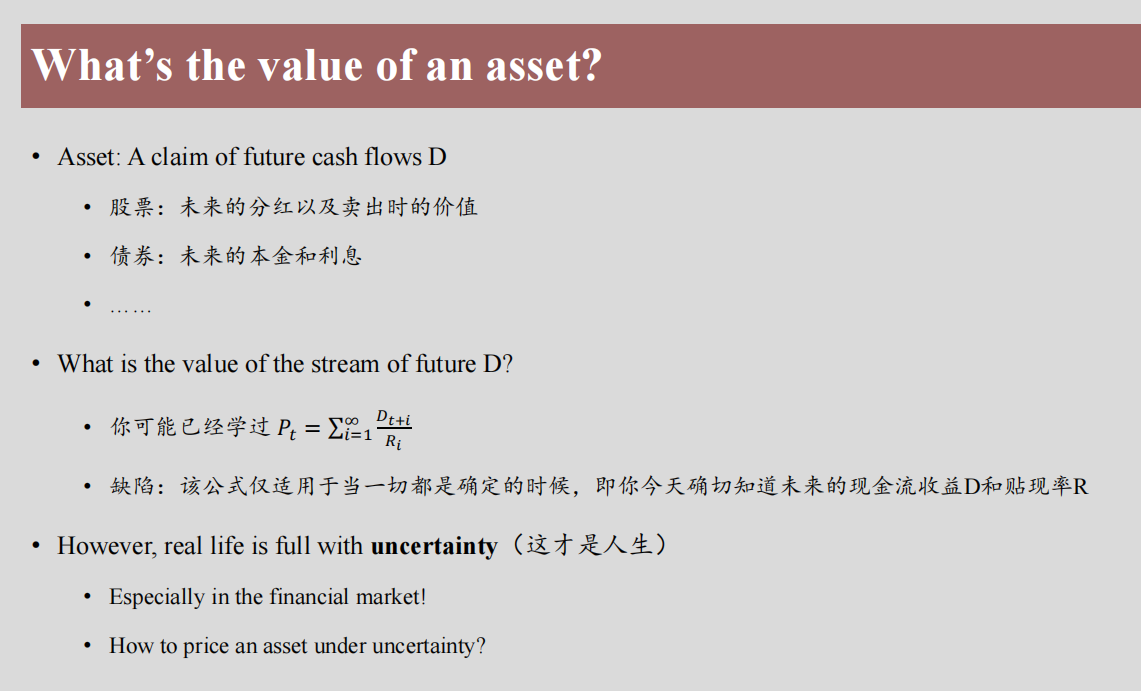 What's the value of an asset?
• Asset: A claim of future cash flows D
• 股票：未来的分红以及卖出时的价值
• 债券：未来的本金和利息
• ……
• What is the value of the stream of future D?
• 你可能已经学过 $P_t = \sum_{i=1}^{\infty} \frac{D_{t+i}}{R_i}$
• 缺陷：该公式仅适用于当一切都是确定的时候，即你今天确切知道未来的现金流收益D和贴现率R
• However, real life is full with uncertainty（这才是人生）
• Especially in the financial market!
• How to price an asset under uncertainty?